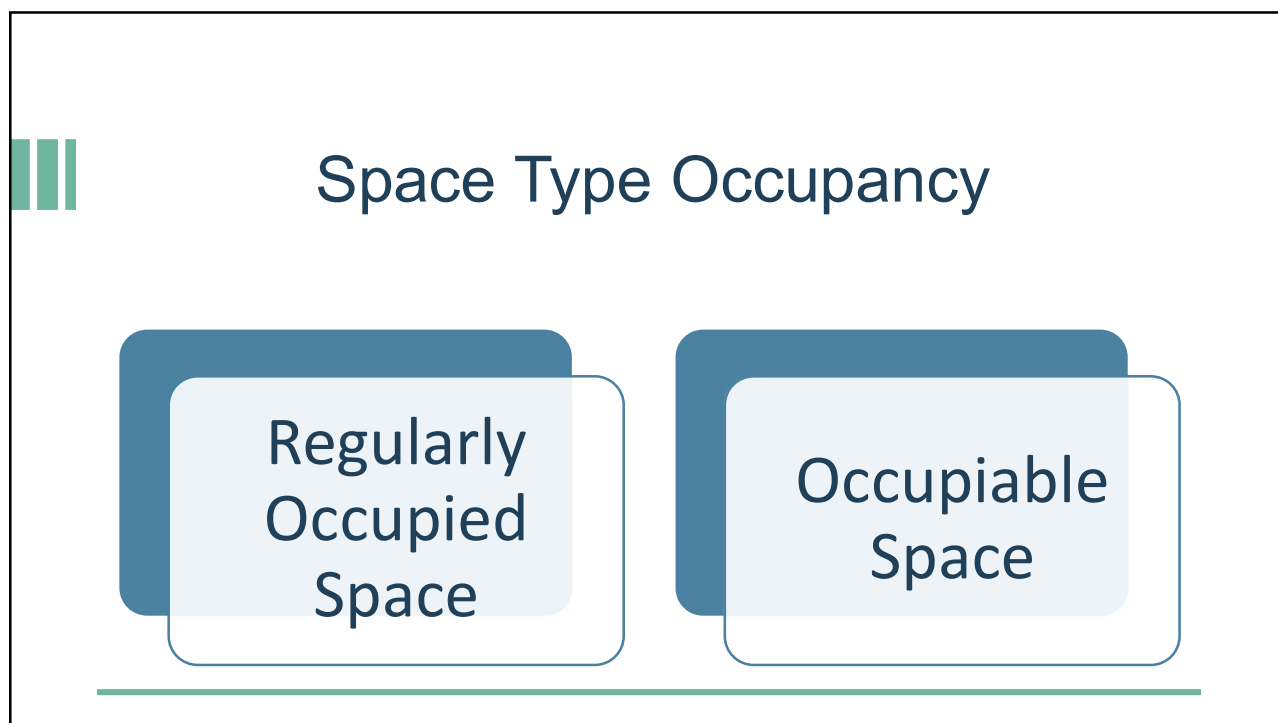 Space Type Occupancy
Regularly
Occupied
Space
Occupiable
Space